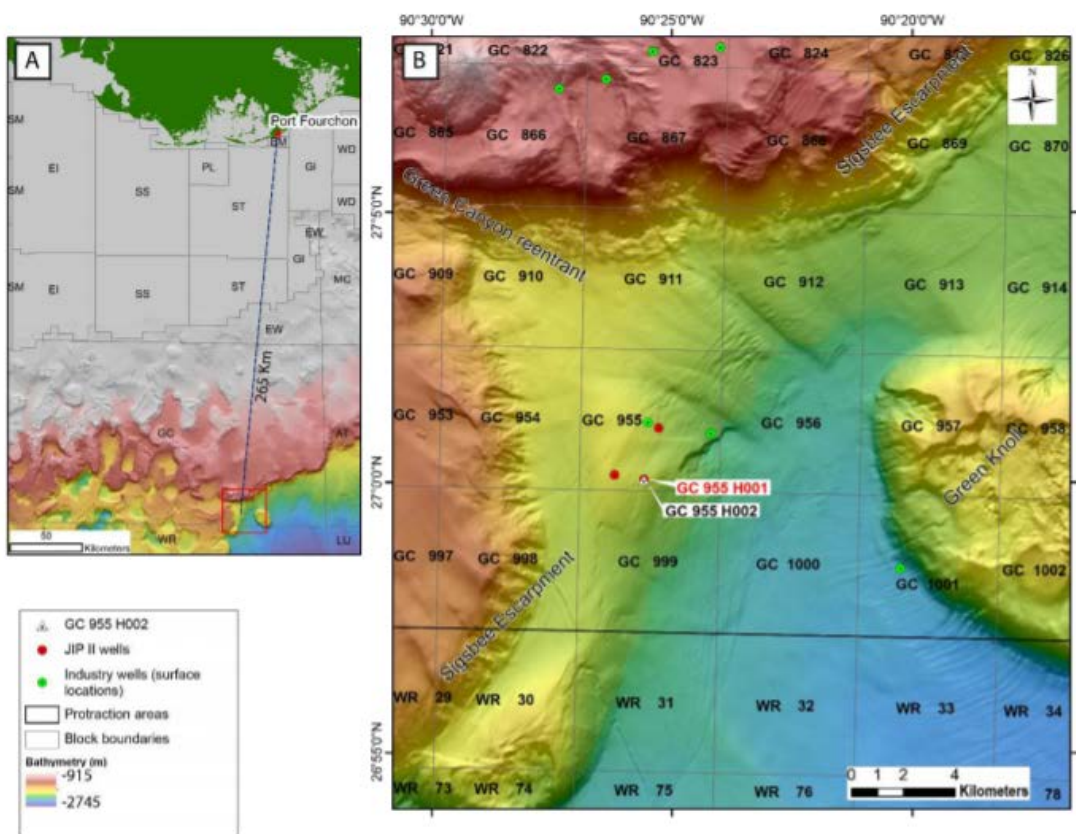 A
Port Fourchon
SM
EI
SS
PL
ST
GI
WD
WD
EW
GI
MC
SM
SM
EI
SS
ST
EW
265 Km
GC
AT
WR
LU
50
Kilometers
GC 955 H002
JIP II wells
Industry wells (surface
locations)
Protraction areas
Block boundaries
Bathymetry (m)
-915
-2745
90°30'0"W
90°25'0"W
90°20'0"W
B
GC 822
GC 823
GC 824
GC 826
N
GC 865
GC 866
GC 867
GC 868
GC 869
GC 870
Sigsbee Escarpment
Green Canyon reentrant
27°5'0"N
GC 909
GC 910
GC 911
GC 912
GC 913
GC 914
GC 953
GC 954
GC 955
GC 956
GC 957
GC 958
Green Knoll
27°0'0"N
GC 955 H001
GC 955 H002
GC 997
GC 998
GC 999
GC 1000
GC 1001
GC 1002
Sigsbee Escarpment
WR 29
WR 30
WR 31
WR 32
WR 33
WR 34
26°55'0"N
WR 73
WR 74
WR 75
WR 76
78
0 1 2 4
Kilometers